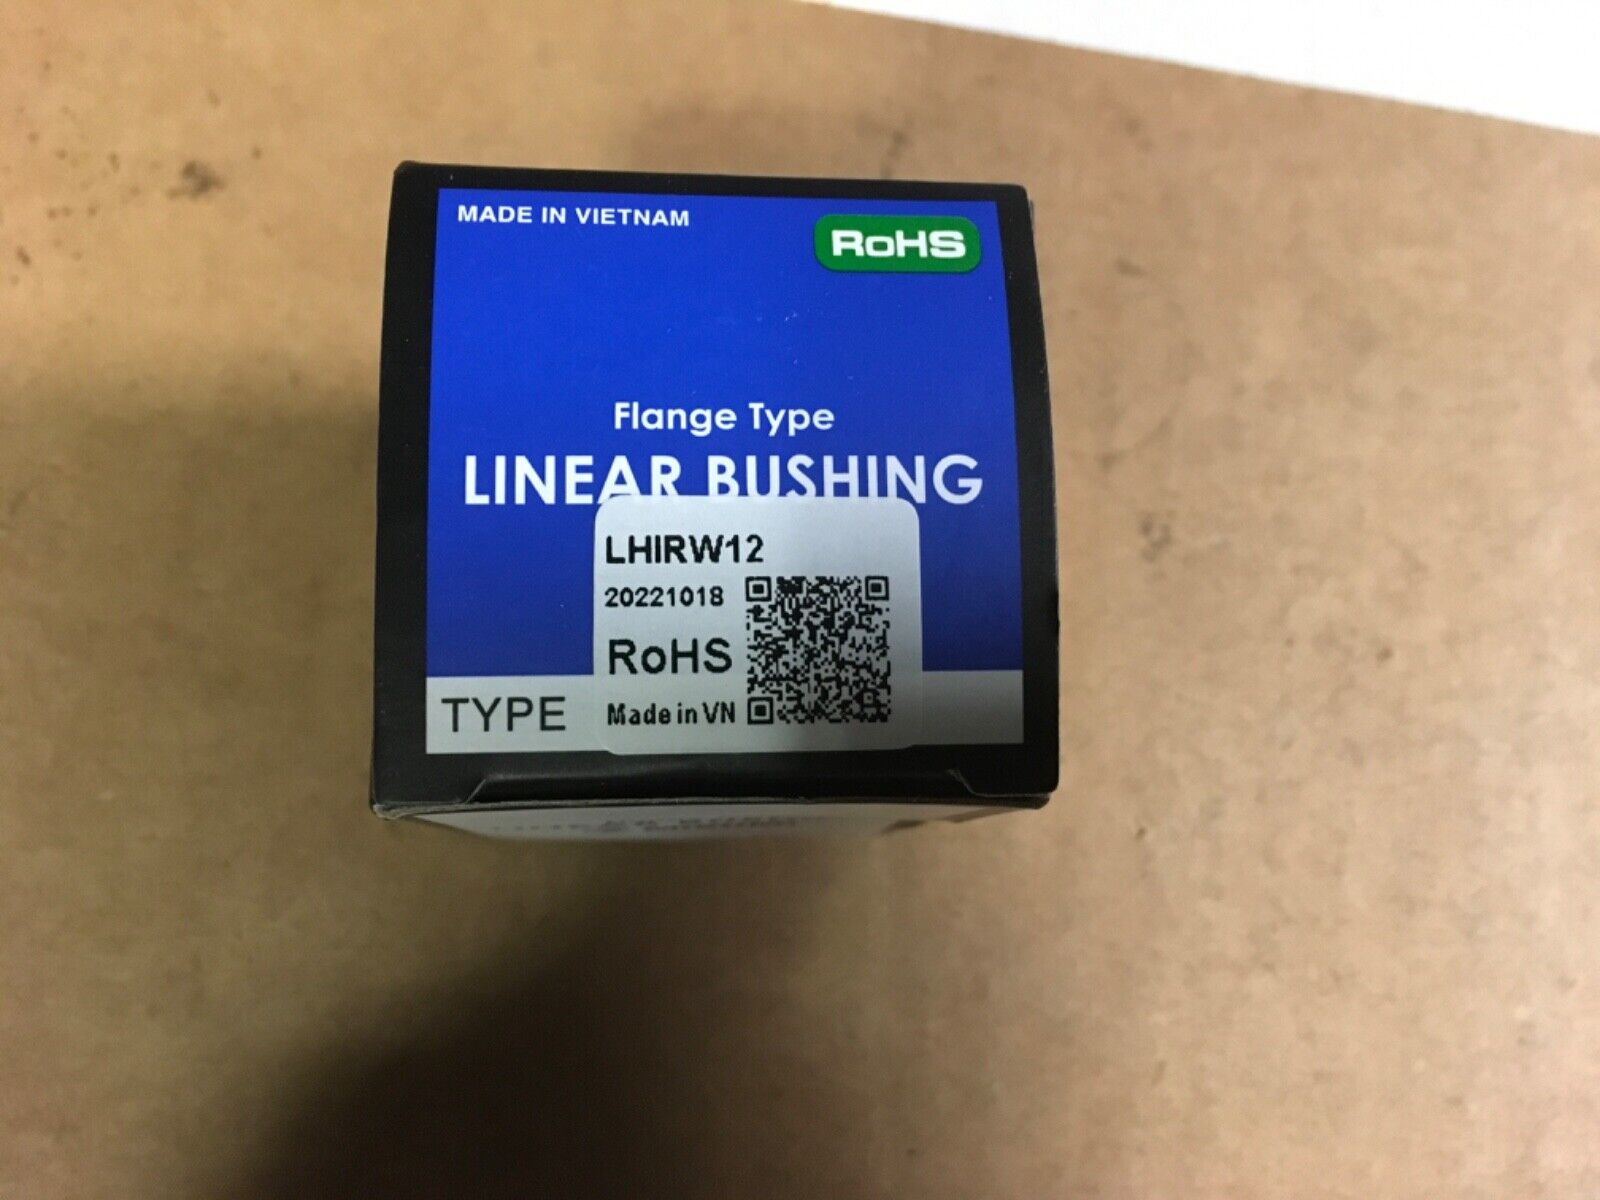 MADE IN VIETNAM
RoHS
Flange Type
LINEAR BUSHING
LHIRW12
20221018
RoHS
Made in VN
TYPE